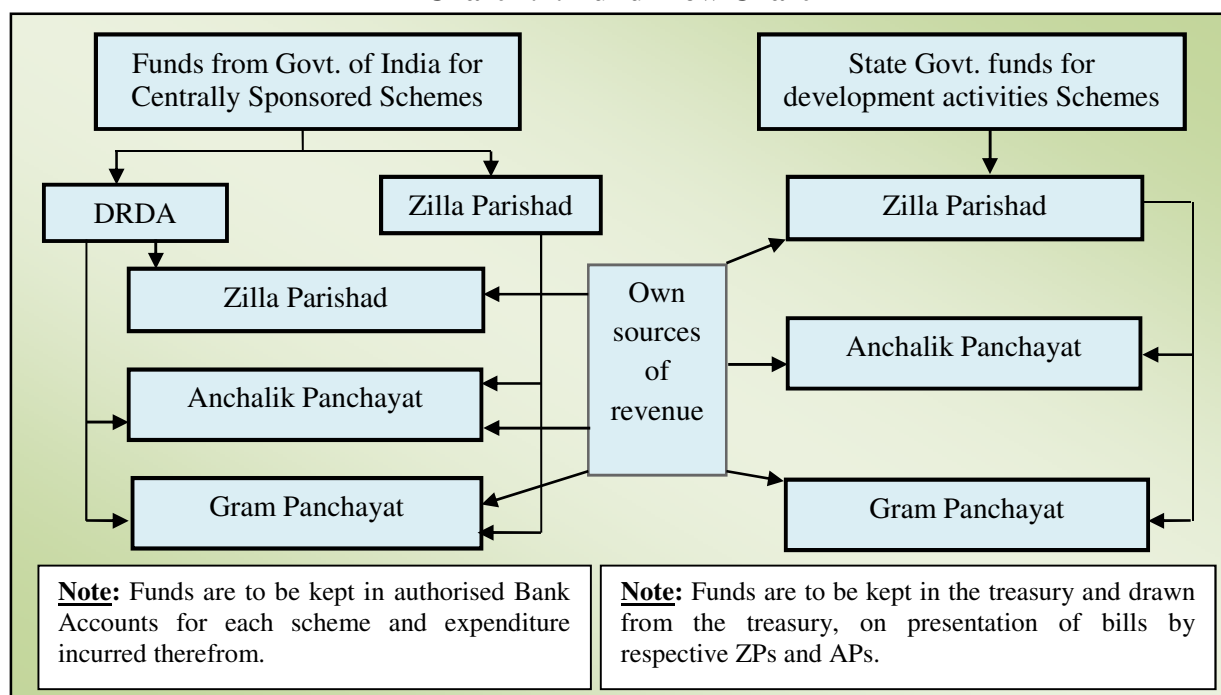 Funds from Govt. of India for
Centrally Sponsored Schemes
State Govt. funds for
development activities Schemes
DRDA
Zilla Parishad
Zilla Parishad
Zilla Parishad
Own
sources
of
revenue
Anchalik Panchayat
Anchalik Panchayat
Gram Panchayat
Gram Panchayat
Note: Funds are to be kept in authorised Bank
Accounts for each scheme and expenditure
incurred therefrom.
Note: Funds are to be kept in the treasury and drawn
from the treasury, on presentation of bills by
respective ZPs and APs.